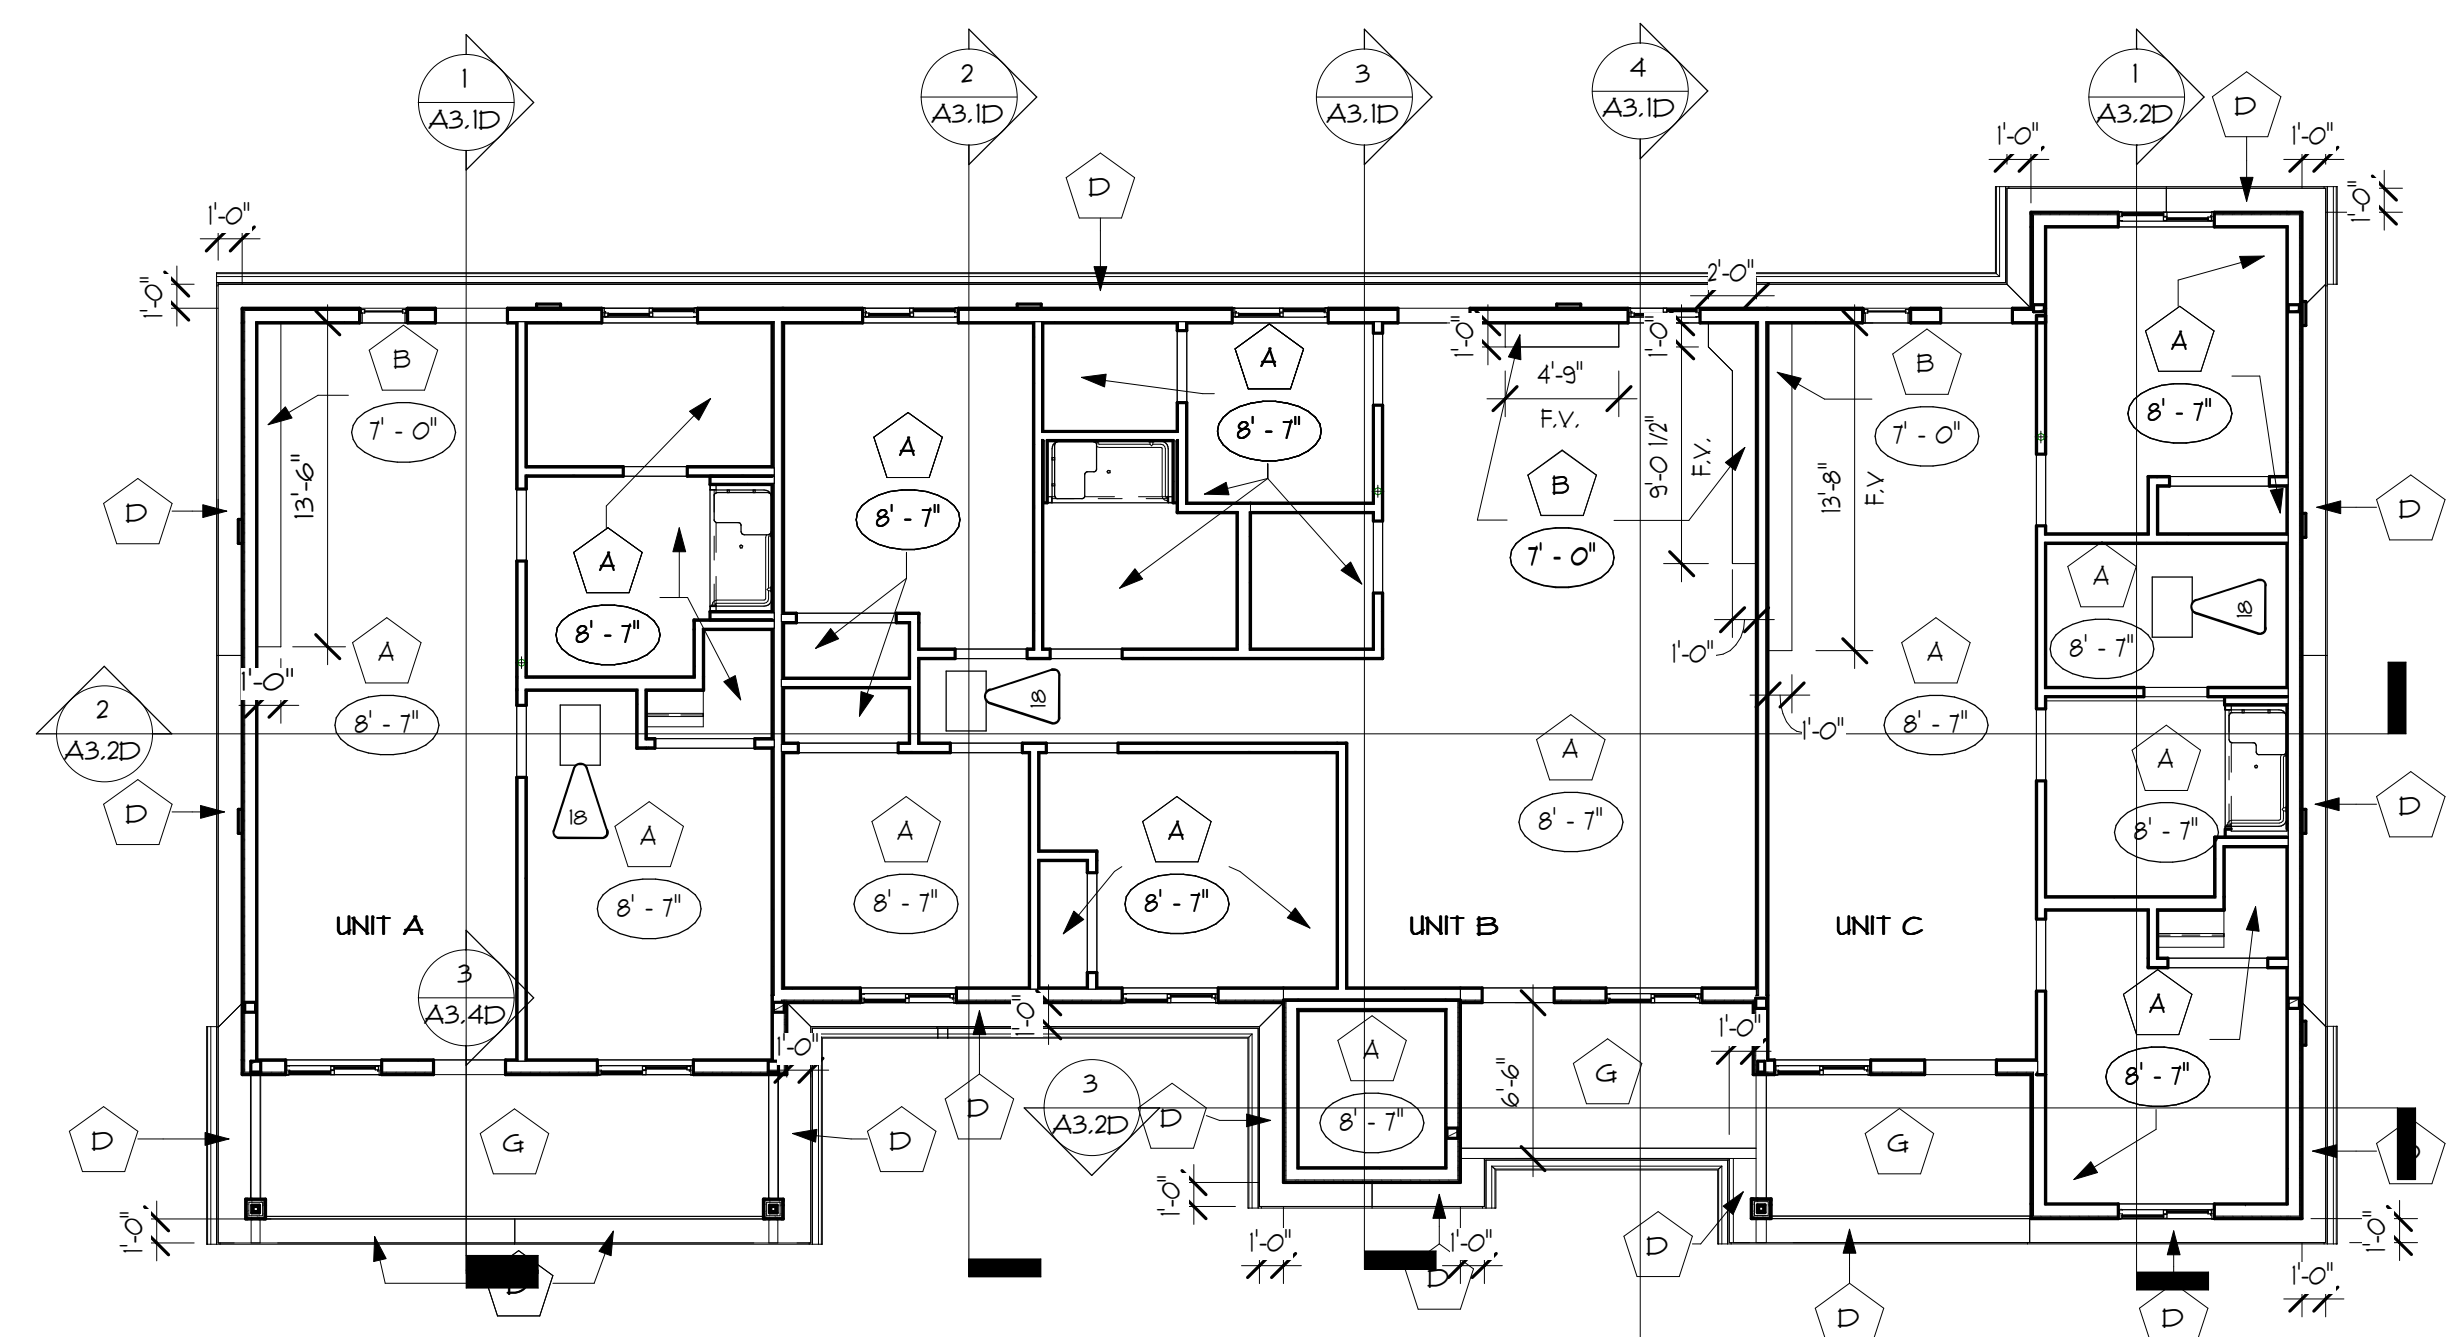 1
A3.1D
2
A3.1D
3
A3.1D
4
A3.1D
1
A3.2D
D
1'-0"
1'-0"
D
1'-0"
1'-0"
1'-0"
2'-0"
B
7' - 0"
A
8' - 7"
1'-0"
1'-0"
4'-9"
F.V.
B
7' - 0"
A
8' - 7"
13'-6"
A
8' - 7"
9'-0 1/2"
F.V.
13'-8"
F.V
B
7' - 0"
D
D
A
8' - 7"
A
8' - 7"
1'-0"
A
8' - 7"
18
1'-0"
1'-0"
A
8' - 7"
A
8' - 7"
18
2
A3.2D
18
A
8' - 7"
A
8' - 7"
D
D
A
8' - 7"
A
8' - 7"
A
8' - 7"
UNIT A
UNIT B
UNIT C
3
A3.4D
1'-0"
1'-0"
1'-0"
A
8' - 7"
D
G
D
D
3
A3.2D
D
A
8' - 7"
6'-6"
G
G
1'-0"
1'-0"
1'-0"
1'-0"
D
D
1'-0"
D
D
1'-0"
1'-0"